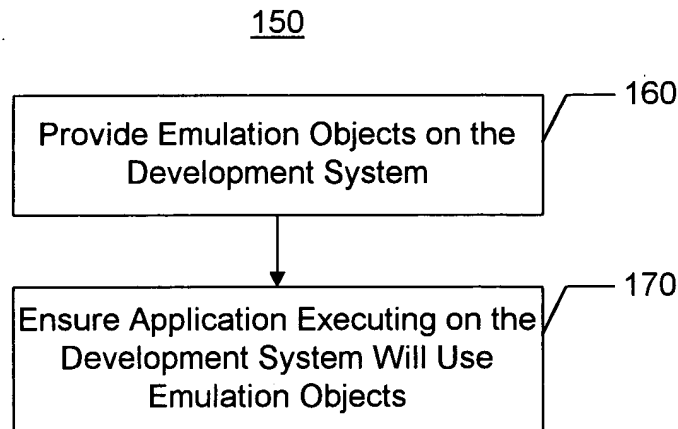 150
160
Provide Emulation Objects on the
Development System
170
Ensure Application Executing on the
Development System Will Use
Emulation Objects